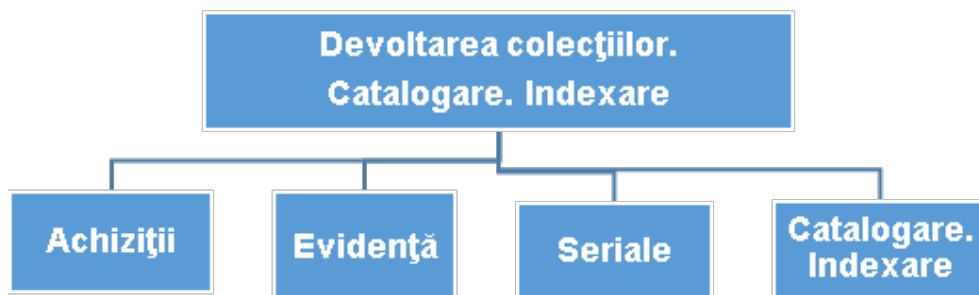 Devoltarea colecţiilor.
Catalogare. Indexare
Achiziţii
Evidenţă
Seriale
Catalogare.
Indexare